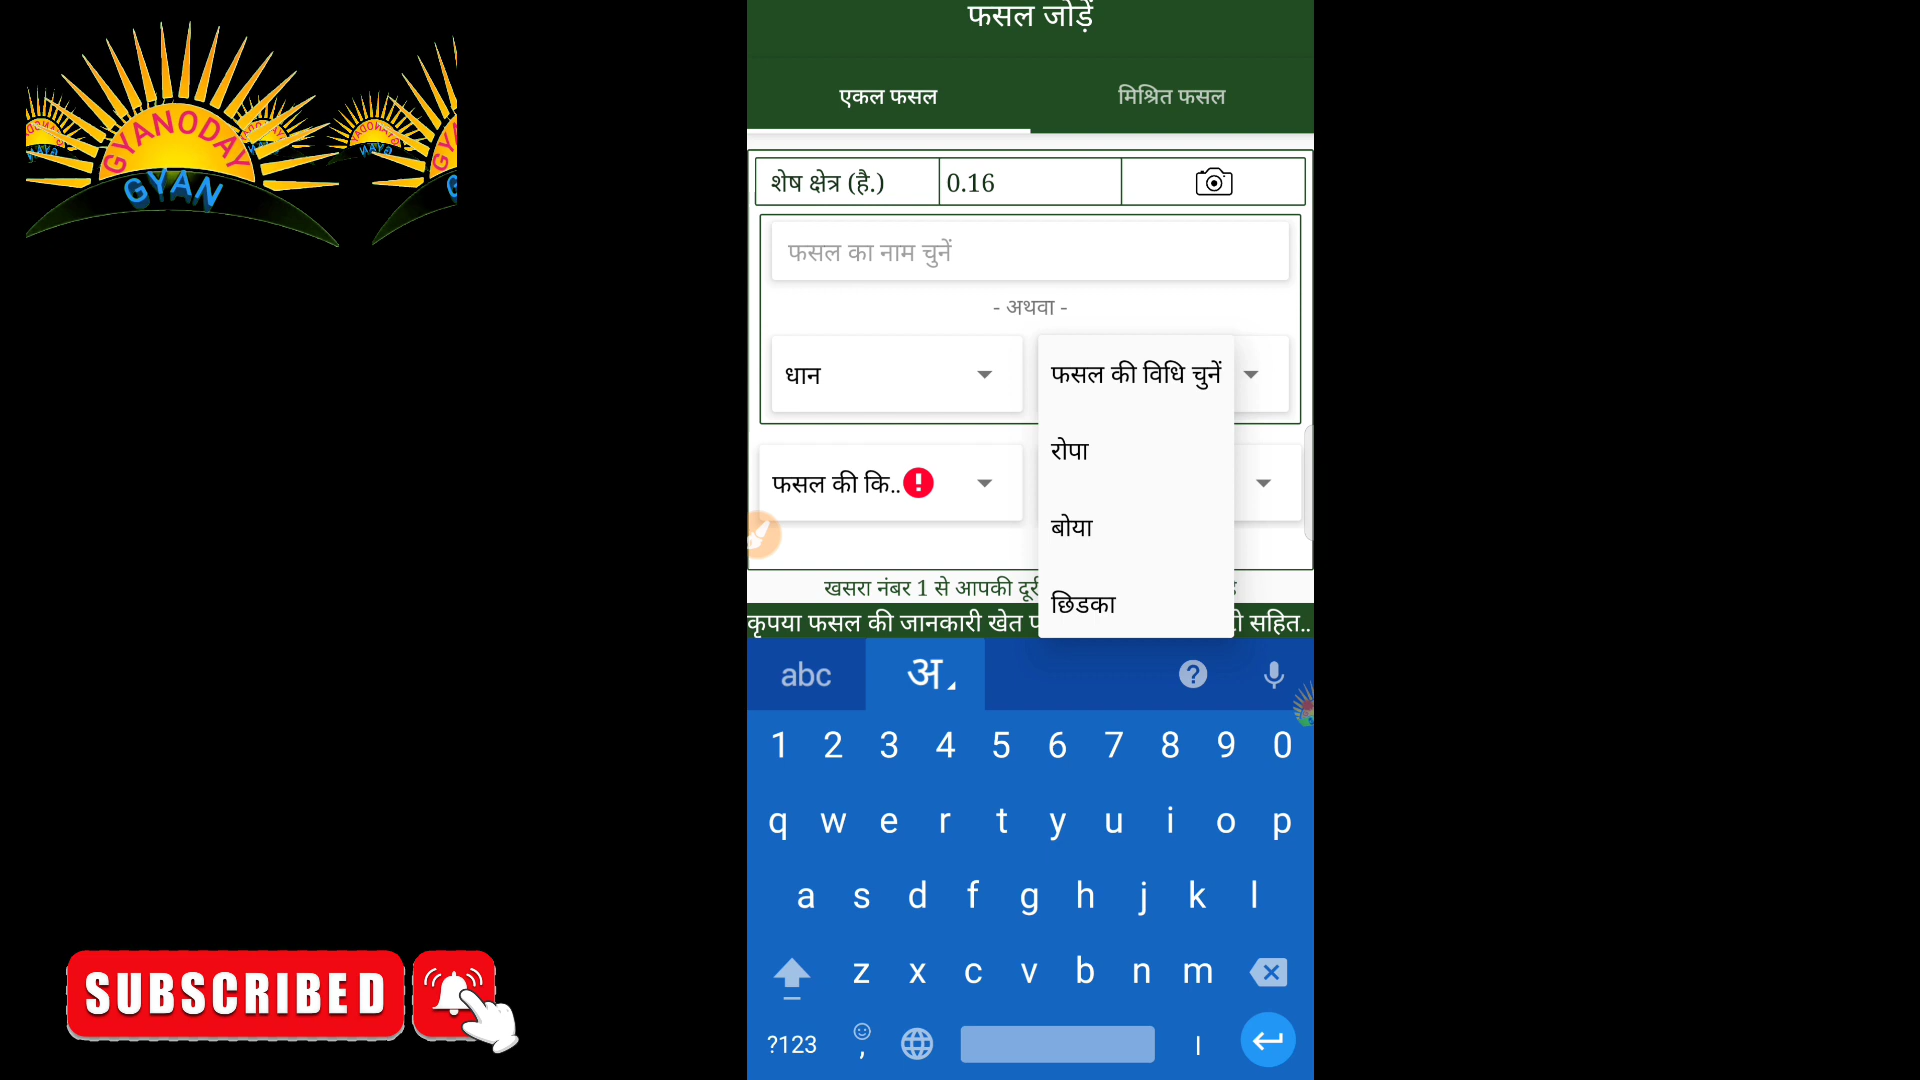 फसल जोड़ें
एकल फसल
मिश्रित फसल
GYANODAY
GYAN
शेष क्षेत्र (है.)
0.16
फसल का नाम चुनें
- अथवा -
धान
फसल की विधि चुनें
रोपा
फसल की कि..
बोया
छिडका
खसरा नंबर 1 से आपकी दूरी
कृपया फसल की जानकारी खेत
सहित..
abc
अ
1 2 3 4 5 6 7 8 9 0
q w e r t y u i o p
a s d f g h j k l
z x c v b n m
?123 , ।
SUBSCRIBED